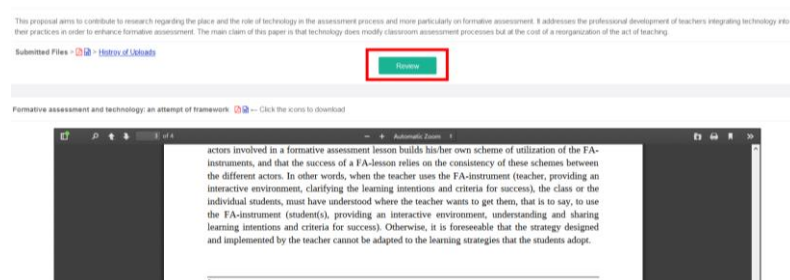 This proposal aims to contribute to research regarding the place and the role of technology in the assessment process and more particularly on formative assessment. It addresses the professional development of teachers integrating technology into
their practices in order to enhance formative assessment. The main claim of this paper is that technology does modify classroom assessment processes but at the cost of a reorganization of the act of teaching.
Submitted Files > > Histroy of Uploads
Review
Formative assessment and technology: an attempt of framework --- Click the icons to download
3 of 4 − + Automatic Zoom
actors involved in a formative assessment lesson builds his/her own scheme of utilization of the FA-
instruments, and that the success of a FA-lesson relies on the consistency of these schemes between
the different actors. In other words, when the teacher uses the FA-instrument (teacher, providing an
interactive environment, clarifying the learning intentions and criteria for success), the class or the
individual students, must have understood where the teacher wants to get them, that is to say, to use
the FA-instrument (student(s), providing an interactive environment, understanding and sharing
learning intentions and criteria for success). Otherwise, it is foreseeable that the strategy designed
and implemented by the teacher cannot be adapted to the learning strategies that the students adopt.